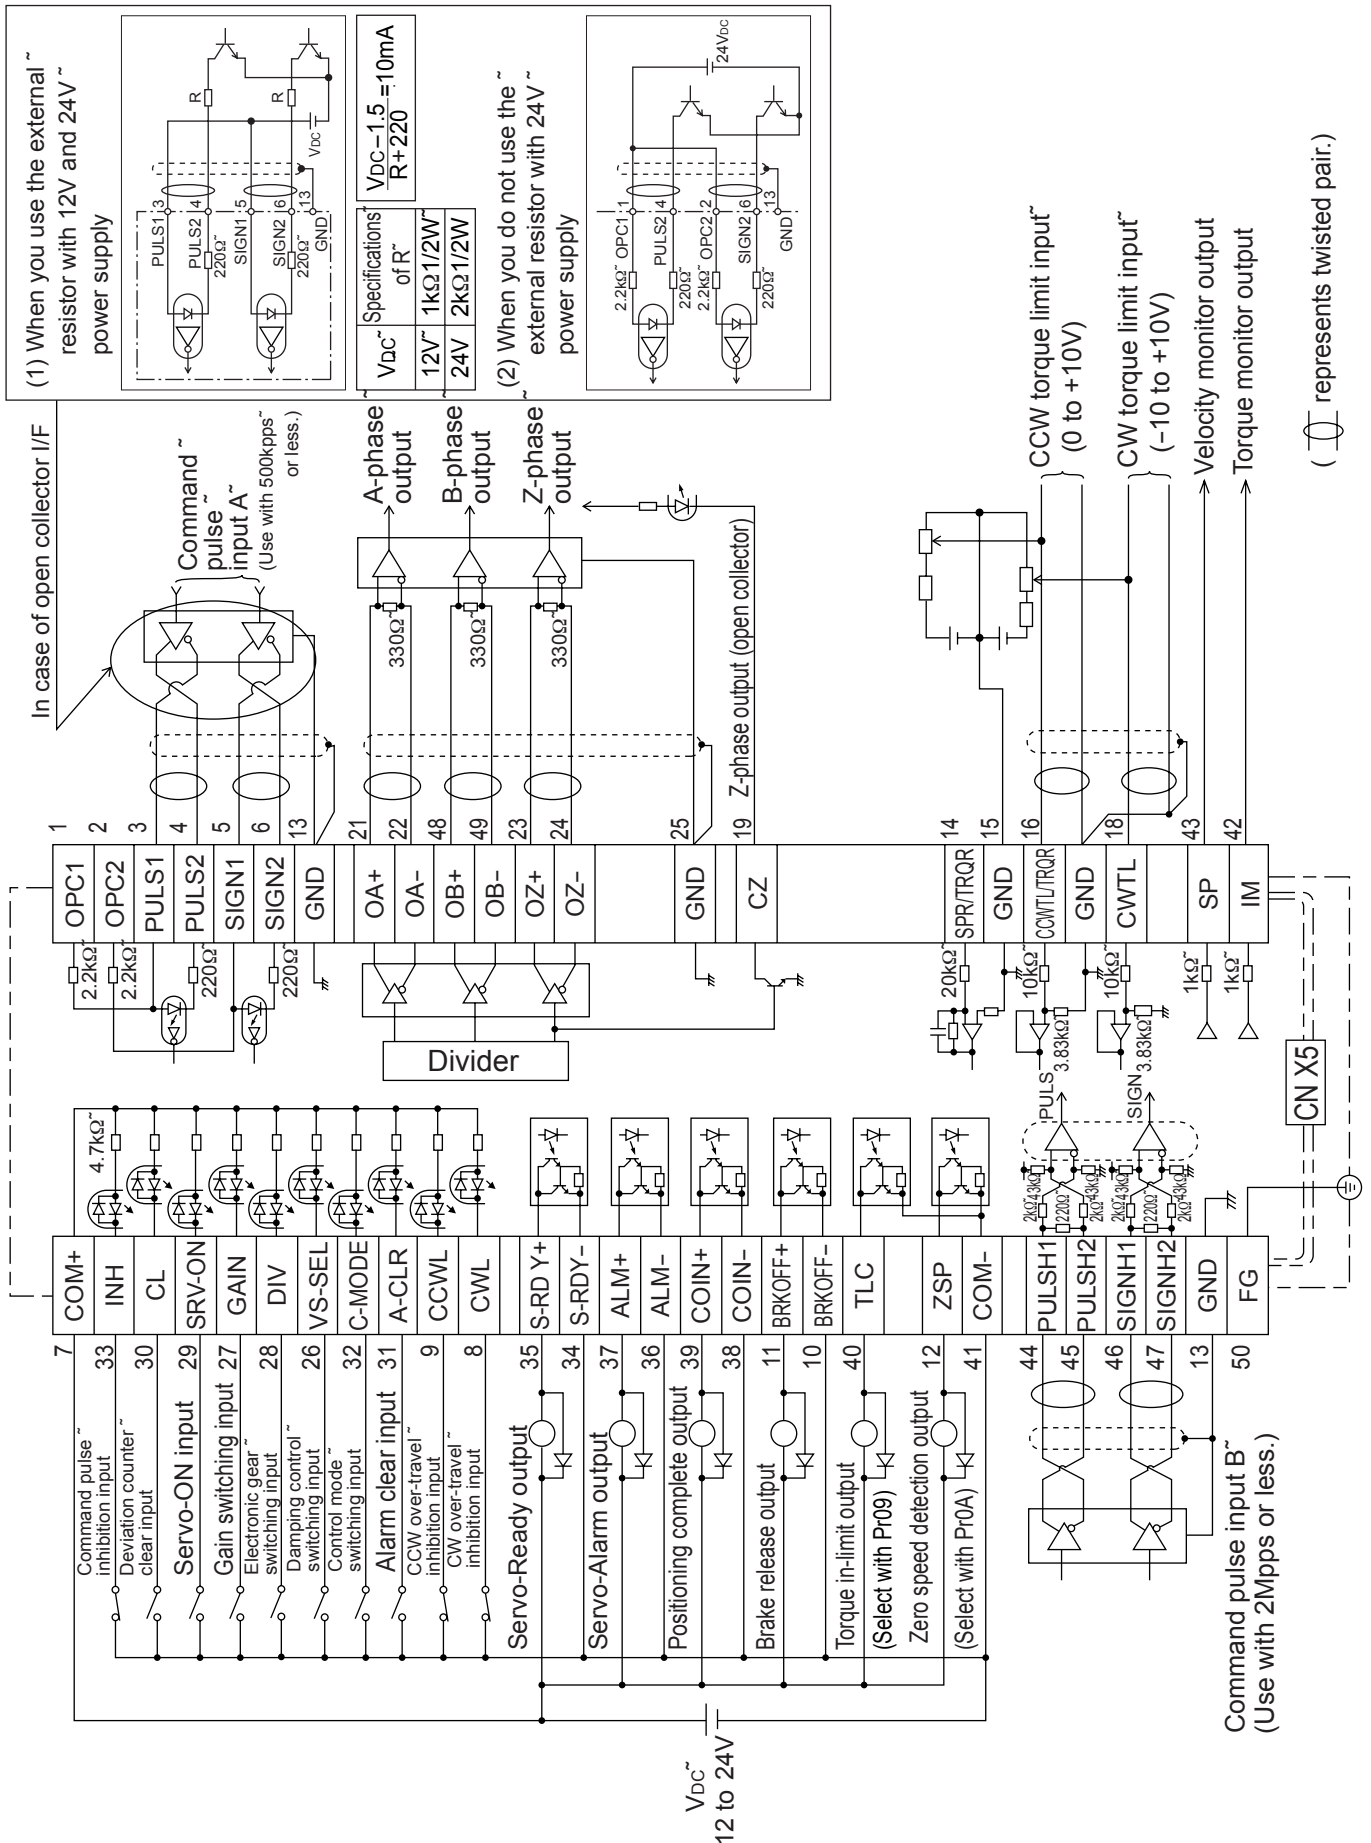 (1) When you use the external
resistor with 12V and 24V
power supply
PULS1 3
PULS2 4
220Ω
SIGN1 5
SIGN2 6
220Ω
13
GND
R
R
VDC
VDC
Specifications
of R
12V 1kΩ1/2W
24V 2kΩ1/2W
VDC–1.5
R+220
=10mA
(2) When you do not use the
external resistor with 24V
power supply
1 OPC1
2.2kΩ
PULS2 4
220Ω
OPC2 2
2.2kΩ
SIGN2 6
220Ω
13
GND
24VDC
In case of open collector I/F
Command
pulse
input A
(Use with 500kpps
or less.)
A-phase
output
B-phase
output
Z-phase
output
330Ω
330Ω
330Ω
Z-phase output (open collector)
CCW torque limit input
(0 to +10V)
CW torque limit input
(–10 to +10V)
Velocity monitor output
Torque monitor output
( represents twisted pair.)
OPC1 1
OPC2 2
PULS1 3
PULS2 4
SIGN1 5
SIGN2 6
GND 13
OA+ 21
OA– 22
OB+ 48
OB– 49
OZ+ 23
OZ– 24
GND 25
CZ 19
SPR/TRQR 14
GND 15
CCWTL/TRQR 16
GND 17
CWTL 18
SP 43
IM 42
2.2kΩ
2.2kΩ
220Ω
220Ω
Divider
20kΩ
10kΩ
3.83kΩ
10kΩ
3.83kΩ
1kΩ
1kΩ
CN X5
4.7kΩ
PULS
SIGN
2kΩ 43kΩ
220Ω
2kΩ 43kΩ
2kΩ 43kΩ
220Ω
2kΩ 43kΩ
7 COM+
33 INH
30 CL
29 SRV-ON
27 GAIN
28 DIV
26 VS-SEL
32 C-MODE
31 A-CLR
9 CCWL
8 CWL
35 S-RD Y+
34 S-RDY–
37 ALM+
36 ALM–
39 COIN+
38 COIN–
11 BRKOFF+
10 BRKOFF–
40 TLC
12 ZSP
41 COM–
44 PULSH1
45 PULSH2
46 SIGNH1
47 SIGNH2
13 GND
50 FG
Command pulse
inhibition input
Deviation counter
clear input
Servo-ON input
Gain switching input
Electronic gear
switching input
Damping control
switching input
Control mode
switching input
Alarm clear input
CCW over-travel
inhibition input
CW over-travel
inhibition input
Servo-Ready output
Servo-Alarm output
Positioning complete output
Brake release output
Torque in-limit output
(Select with Pr09)
Zero speed detection output
(Select with Pr0A)
VDC
12 to 24V
Command pulse input B
(Use with 2Mpps or less.)